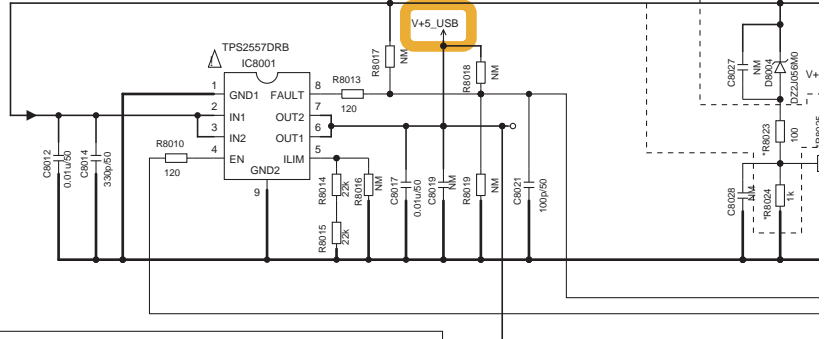 V+5_USB
TPS2557DRB
IC8001
R8017
NM
R8018
NM
C8027
NM
D8004
DZ2J056M0
V+
1
GND1
FAULT
8
R8013
120
2
IN1
OUT2
7
3
IN2
OUT1
6
4
EN
ILIM
5
GND2
9
R8010
120
C8012
0.01u/50
C8014
330p/50
R8014
22k
R8015
22k
R8016
NM
C8017
0.01u/50
C8019
NM
R8019
NM
C8021
100p/50
*R8023
100
R8025
C8028
NM
*R8024
1k